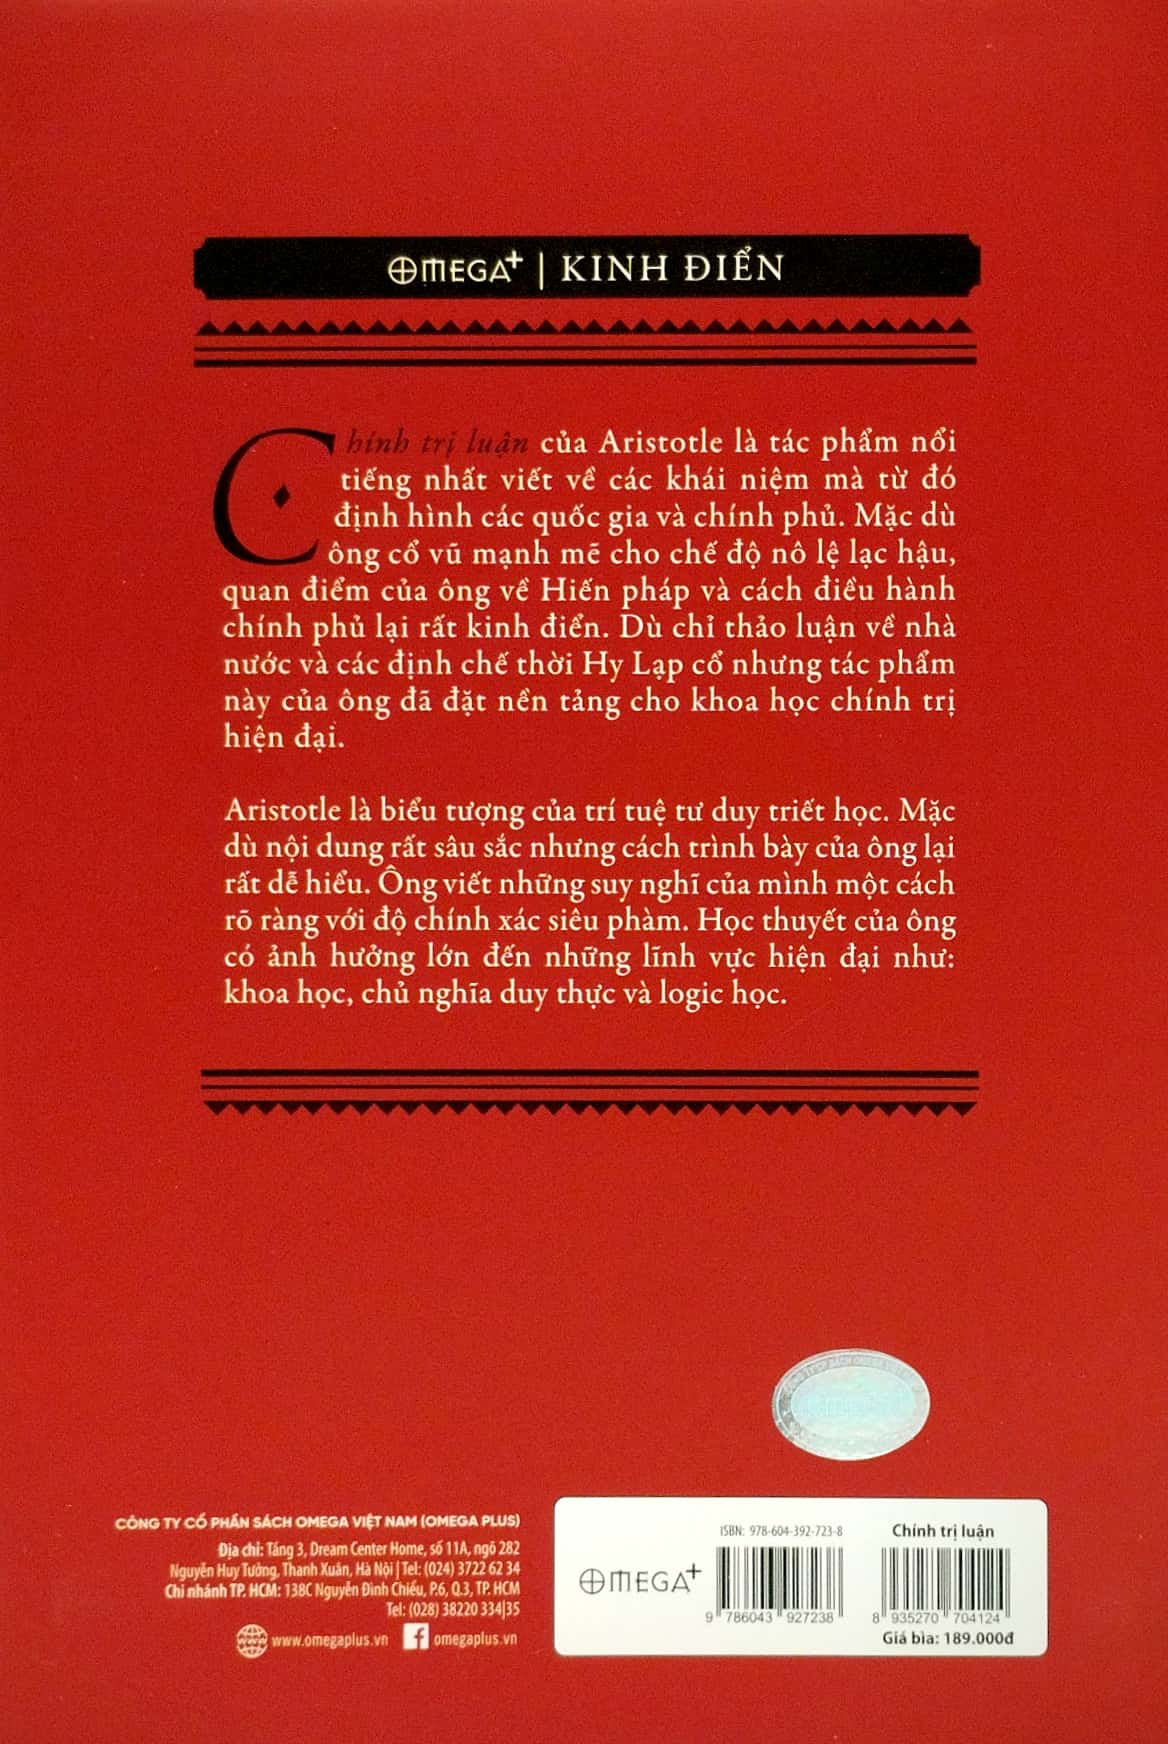 OMEGA+ | KINH ĐIỂN
Chính trị luận của Aristotle là tác phẩm nổi
tiếng nhất viết về các khái niệm mà từ đó
định hình các quốc gia và chính phủ. Mặc dù
ông cổ vũ mạnh mẽ cho chế độ nô lệ lạc hậu,
quan điểm của ông về Hiến pháp và cách điều hành
chính phủ lại rất kinh điển. Dù chỉ thảo luận về nhà
nước và các định chế thời Hy Lạp cổ nhưng tác phẩm
này của ông đã đặt nền tảng cho khoa học chính trị
hiện đại.
Aristotle là biểu tượng của trí tuệ tư duy triết học. Mặc
dù nội dung rất sâu sắc nhưng cách trình bày của ông lại
rất dễ hiểu. Ông viết những suy nghĩ của mình một cách
rõ ràng với độ chính xác siêu phàm. Học thuyết của ông
có ảnh hưởng lớn đến những lĩnh vực hiện đại như:
khoa học, chủ nghĩa duy thực và logic học.
CÔNG TY CỔ PHẦN SÁCH OMEGA VIỆT NAM (OMEGA PLUS)
Địa chỉ: Tầng 3, Dream Center Home, số 11A, ngõ 282
Nguyễn Huy Tưởng, Thanh Xuân, Hà Nội | Tel: (024) 3722 62 34
Chi nhánh TP. HCM: 138C Nguyễn Đình Chiểu, P.6, Q.3, TP. HCM
Tel: (028) 38220 334|35
www www.omegaplus.vn f omegaplus.vn
OMEGA+
ISBN: 978-604-392-723-8
9 786043 927238
Chính trị luận
8 935270 704124
Giá bìa: 189.000đ